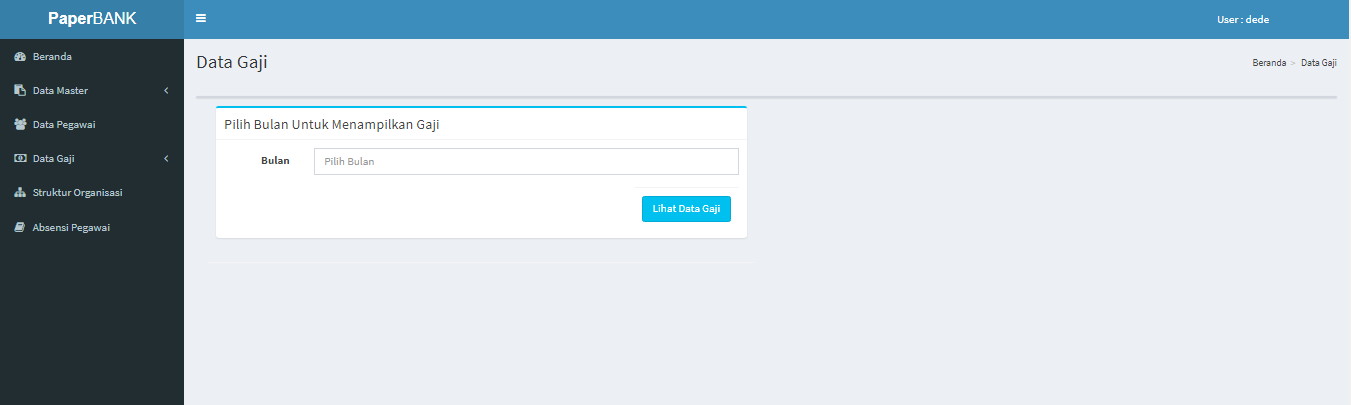 PaperBANK
User : dede
Beranda
Data Master
Data Pegawai
Data Gaji
Struktur Organisasi
Absensi Pegawai
Data Gaji
Beranda > Data Gaji
Pilih Bulan Untuk Menampilkan Gaji
Bulan
Pilih Bulan
Lihat Data Gaji